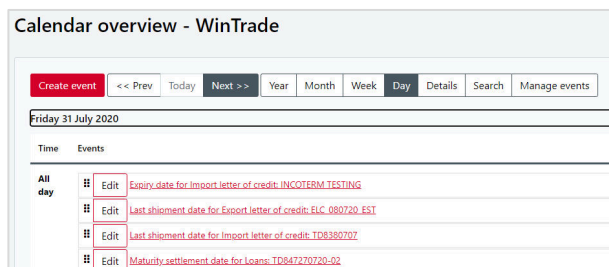 Calendar overview - WinTrade
Create event << Prev Today Next >> Year Month Week Day Details Search Manage events
Friday 31 July 2020
Time Events
All day
Edit Expiry date for Import letter of credit: INCOTERM TESTING
Edit Last shipment date for Export letter of credit: ELC_080720_EST
Edit Last shipment date for Import letter of credit: TD8380707
Edit Maturity settlement date for Loans: TD847270720-02